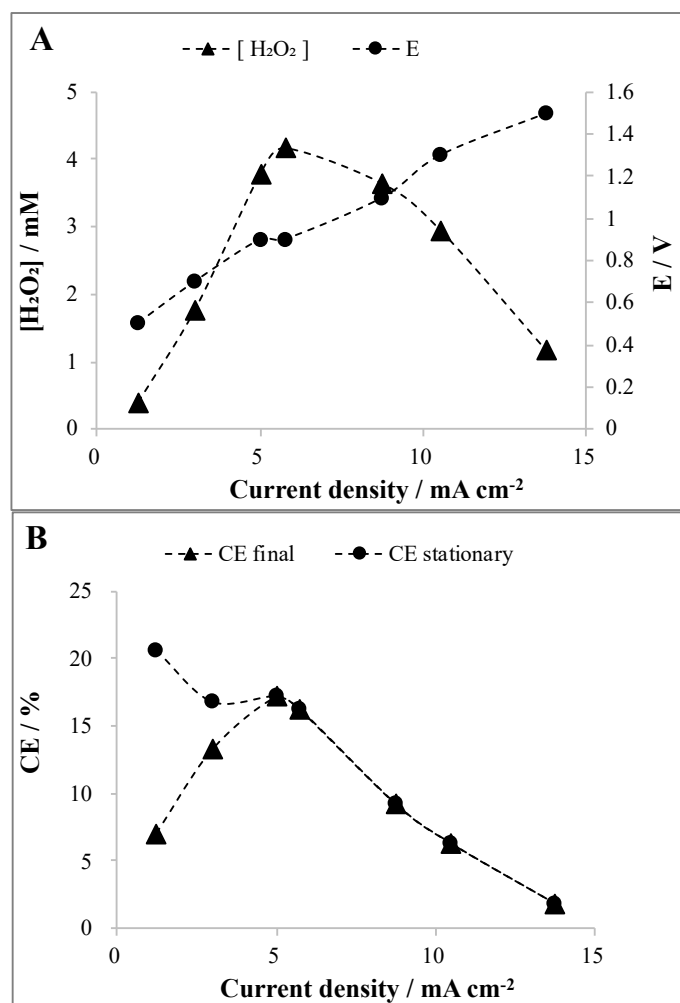 A
[ H₂O₂ ] E
5
4
3
2
1
0
[H₂O₂] / mM
1.6
1.4
1.2
1
0.8
0.6
0.4
0.2
0
E / V
0 5 10 15
Current density / mA cm⁻²
B
CE final CE stationary
25
20
15
10
5
0
CE / %
0 5 10 15
Current density / mA cm⁻²